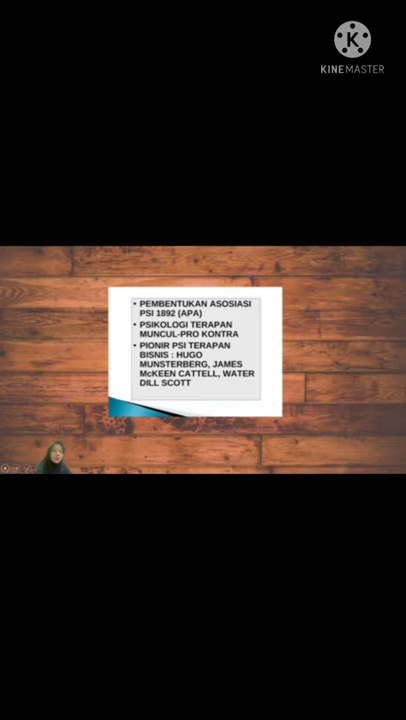 KINEMASTER
• PEMBENTUKAN ASOSIASI
PSI 1892 (APA)
• PSIKOLOGI TERAPAN
MUNCUL-PRO KONTRA
• PIONIR PSI TERAPAN
BISNIS : HUGO
MUNSTERBERG, JAMES
McKEEN CATTELL, WATER
DILL SCOTT